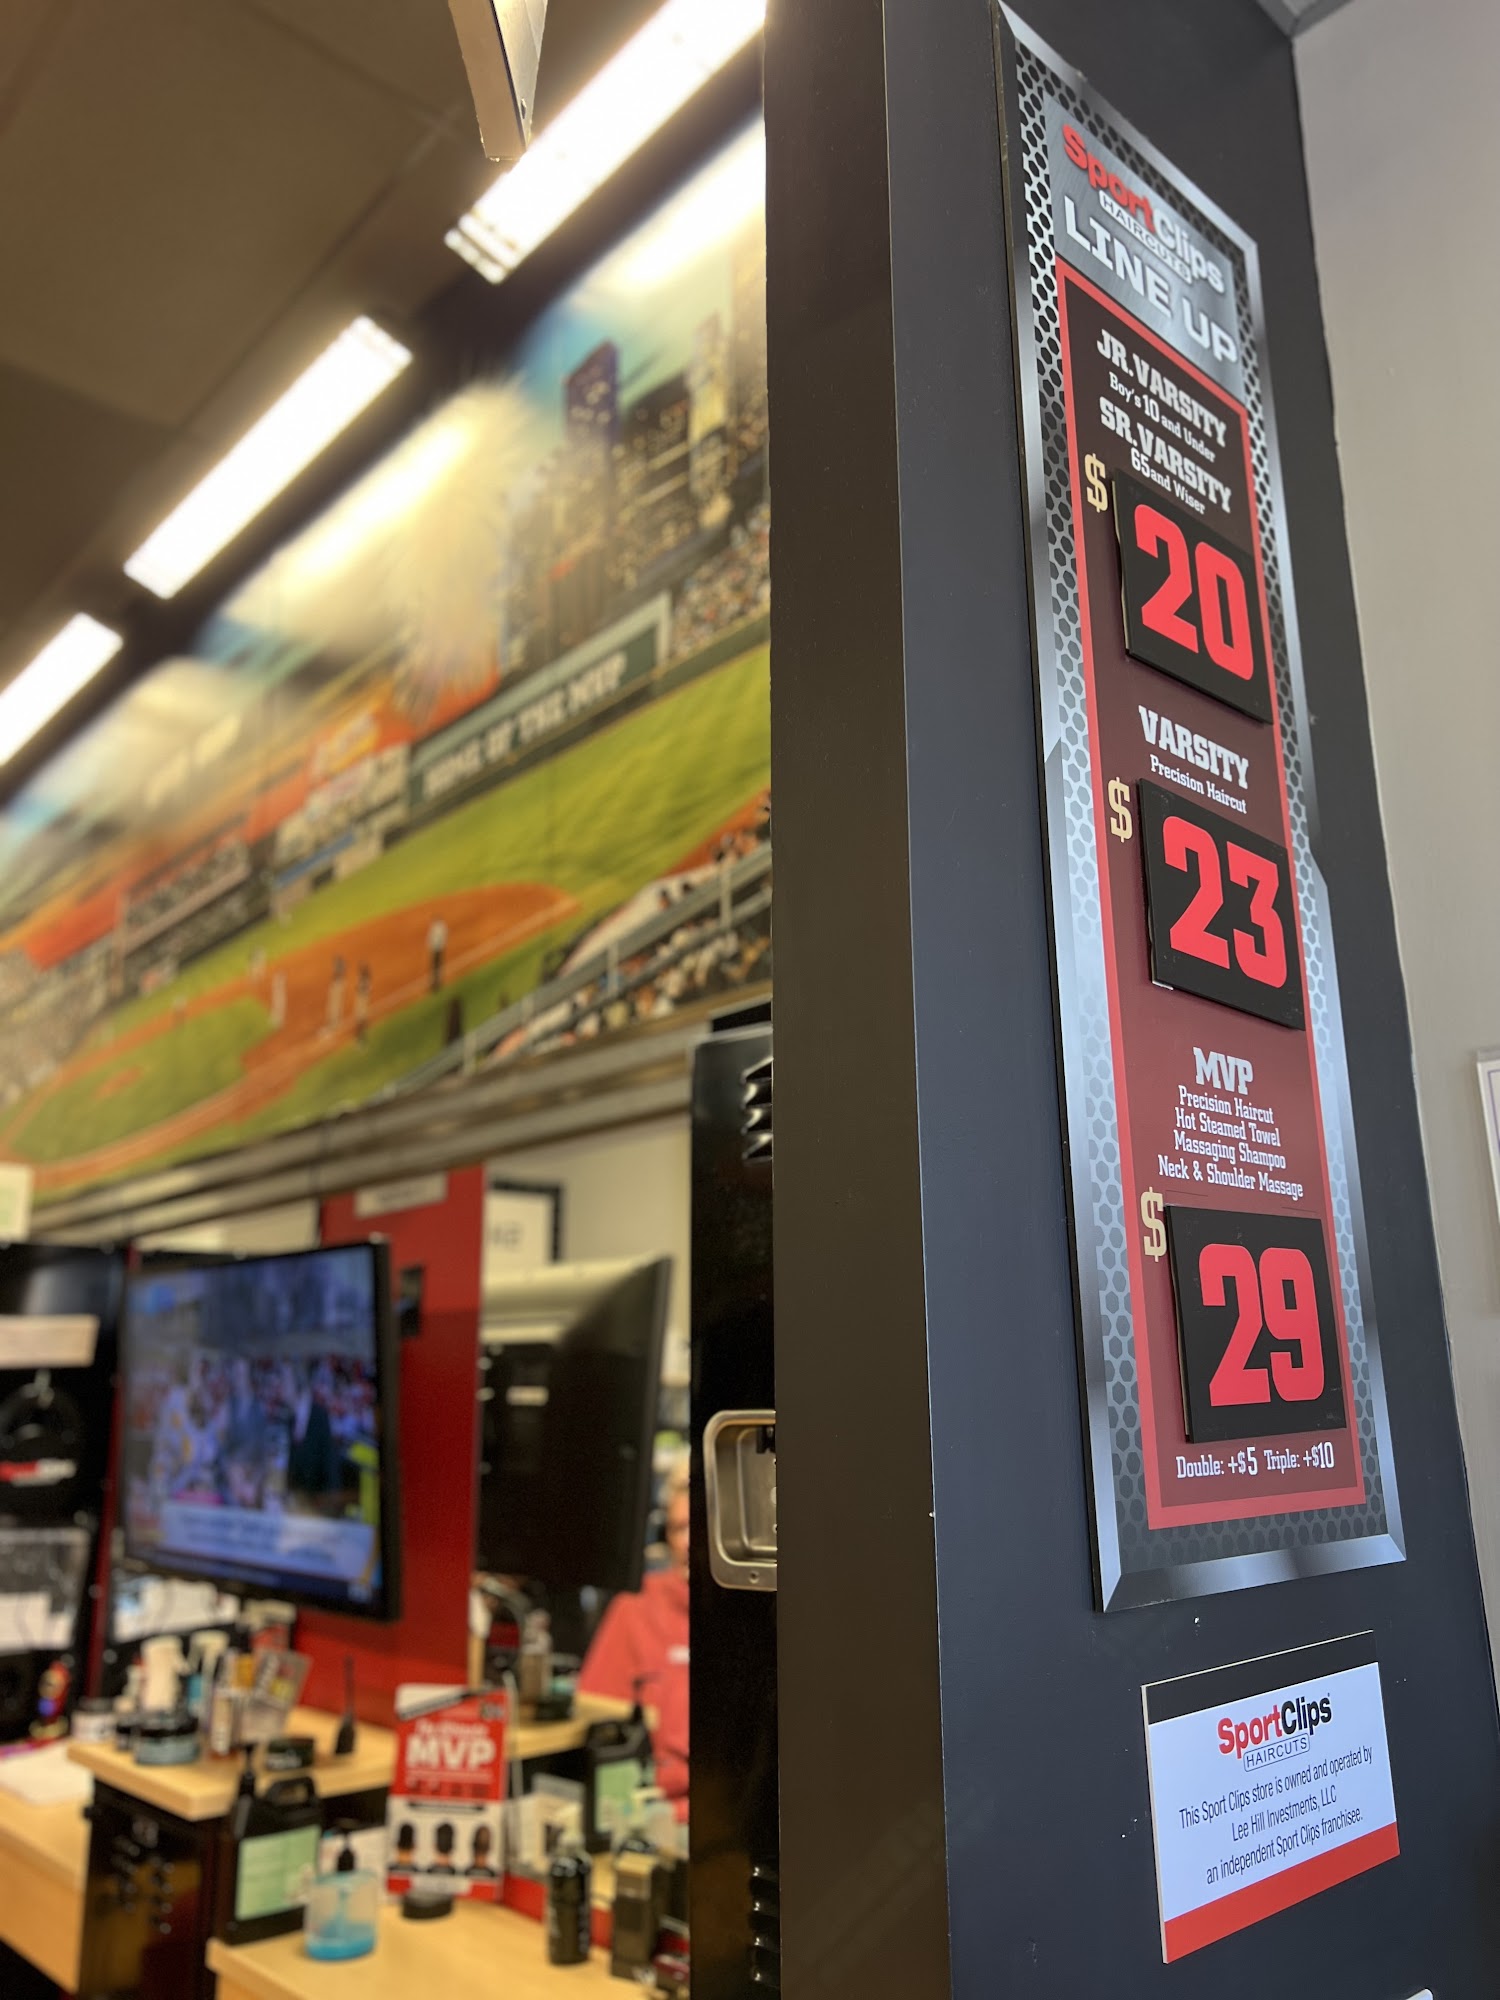 SportClips
HAIRCUTS
LINE UP
JR. VARSITY
Boy's 10 and Under
SR. VARSITY
65 and Wiser
$20
VARSITY
Precision Haircut
$23
MVP
Precision Haircut
Hot Steamed Towel
Massaging Shampoo
Neck & Shoulder Massage
$29
Double: +$5 Triple: +$10
SportClips
HAIRCUTS
This Sport Clips store is owned and operated by
Lee Hill Investments, LLC
an independent Sport Clips franchisee.
HOME OF THE MVP
MVP